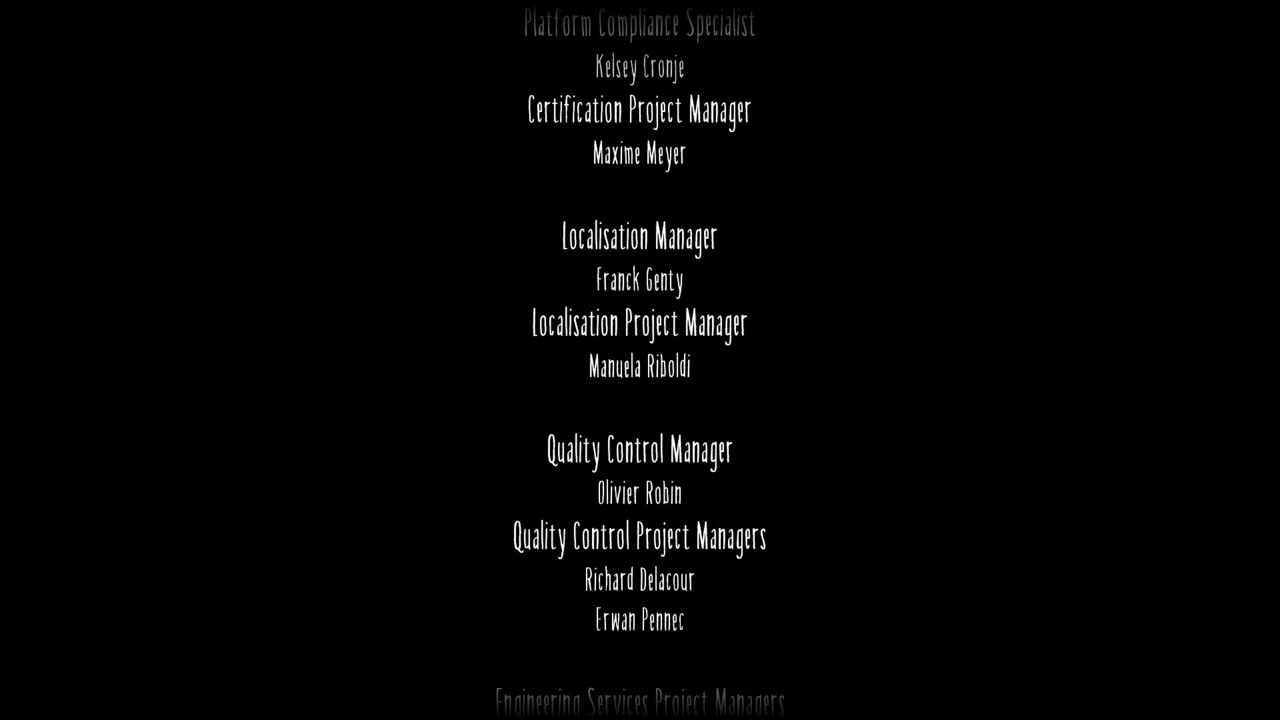 Platform Compliance Specialist
Kelsey Cronje
Certification Project Manager
Maxime Meyer
Localisation Manager
Franck Genty
Localisation Project Manager
Manuela Riboldi
Quality Control Manager
Olivier Robin
Quality Control Project Managers
Richard Delacour
Erwan Pennec
Engineering Services Project Managers